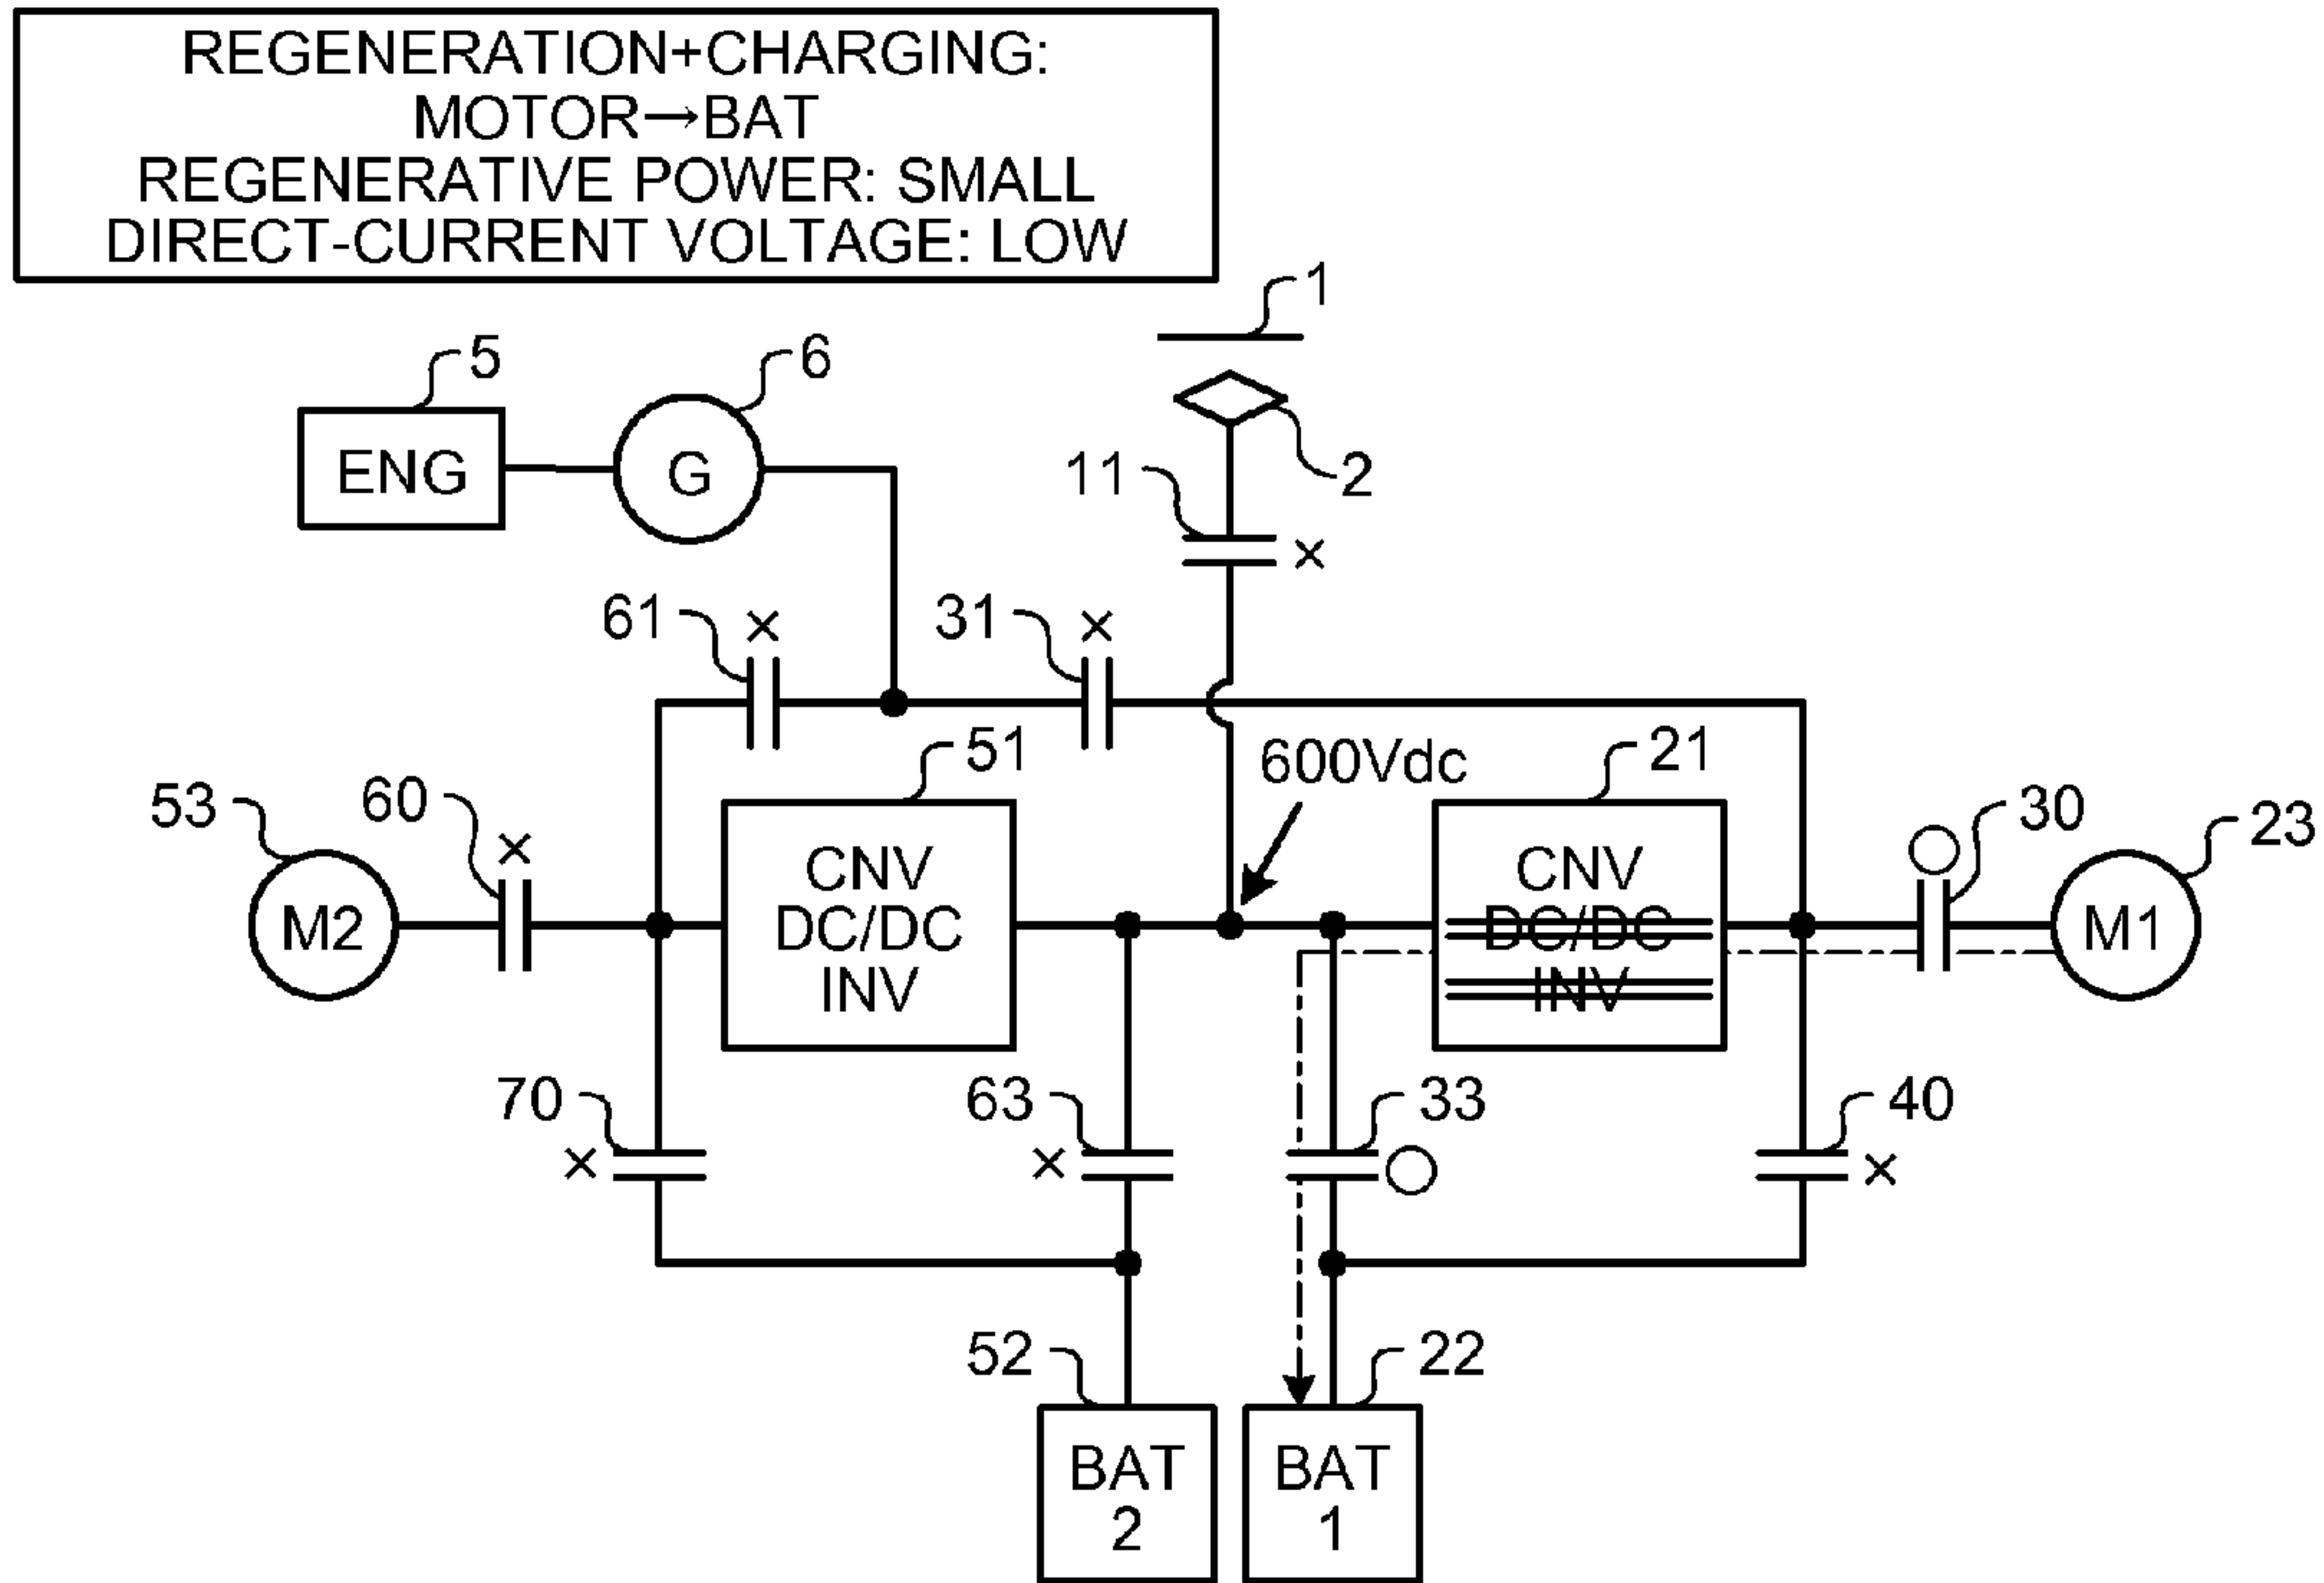 REGENERATION+CHARGING:
MOTOR→BAT
REGENERATIVE POWER: SMALL
DIRECT-CURRENT VOLTAGE: LOW
1
5
6
ENG
G
11
2
×
61
×
31
×
51
600Vdc
21
53
60
×
30
23
M2
CNV
DC/DC
INV
CNV
DC/DC
INV
M1
70
×
63
×
33
40
×
52
22
BAT
2
BAT
1